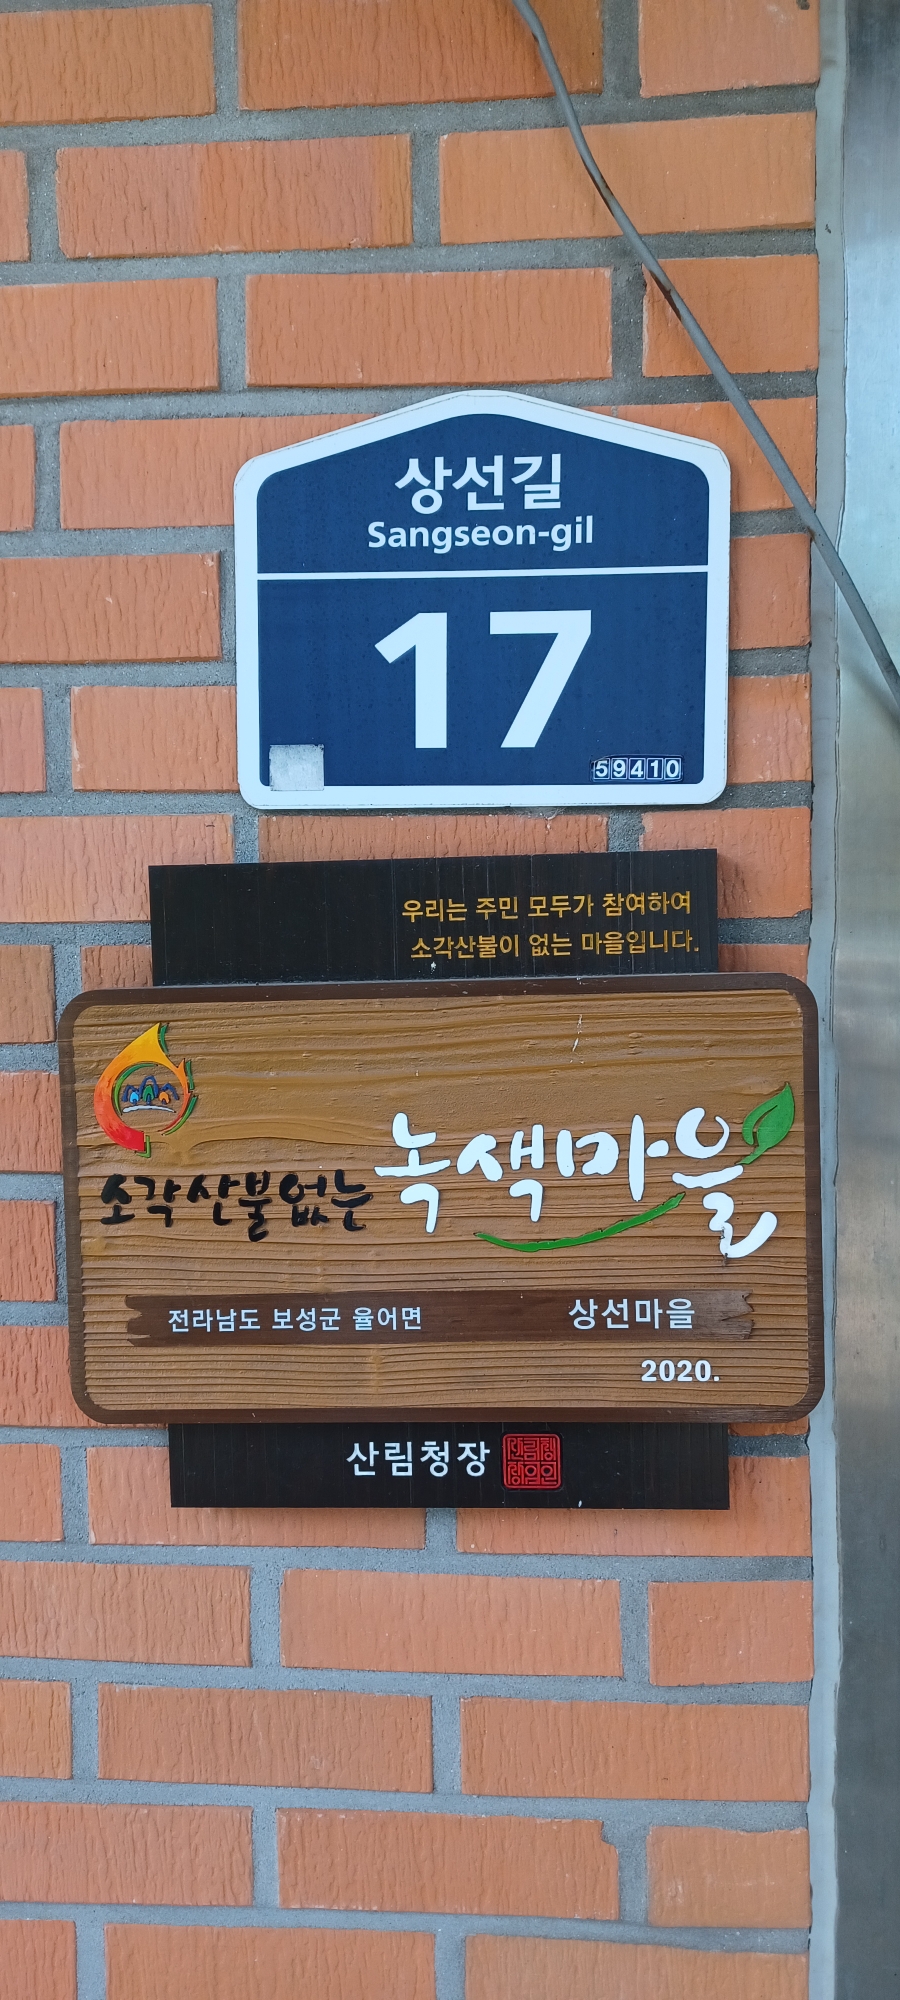 상선길
Sangseon-gil
17
59410
우리는 주민 모두가 참여하여
소각산불이 없는 마을입니다.
소각산불없는 녹색마을
전라남도 보성군 율어면 상선마을
2020.
산림청장